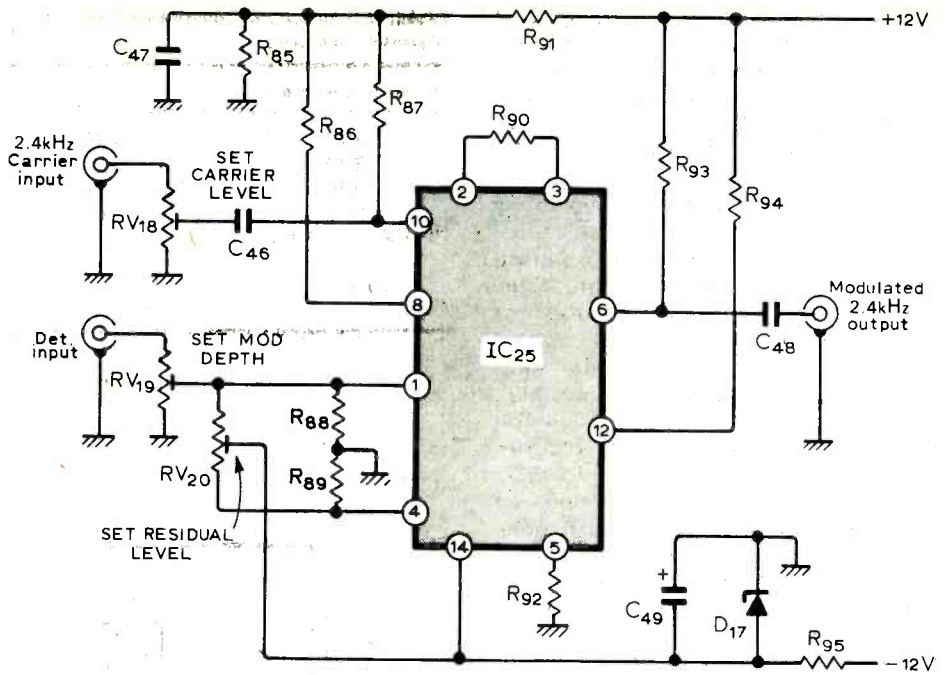 C47
R85
R86
R87
R91
+12V
R90
2
3
R93
R94
2.4kHz
Carrier
input
SET
CARRIER
LEVEL
RV18
C46
10
8
6
IC25
C48
Modulated
2.4kHz
output
Det.
input
SET MOD
DEPTH
RV19
1
R88
12
RV20
R89
4
SET RESIDUAL
LEVEL
14
5
R92
+
C49
D17
R95
-12V